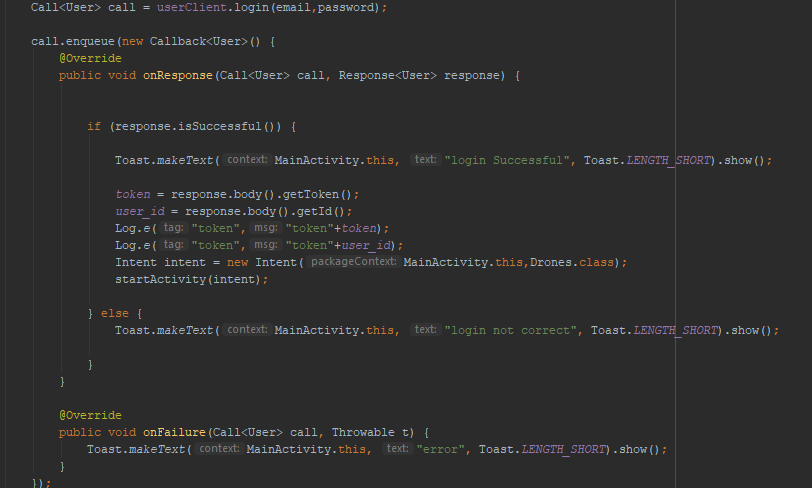 Call<User> call = userClient.login(email,password);
call.enqueue(new Callback<User>() {
@Override
public void onResponse(Call<User> call, Response<User> response) {
if (response.isSuccessful()) {
Toast.makeText( context: MainActivity.this, text: "login Successful", Toast.LENGTH_SHORT).show();
token = response.body().getToken();
user_id = response.body().getId();
Log.e( tag: "token", msg: "token"+token);
Log.e( tag: "token", msg: "token"+user_id);
Intent intent = new Intent( packageContext: MainActivity.this,Drones.class);
startActivity(intent);
} else {
Toast.makeText( context: MainActivity.this, text: "login not correct", Toast.LENGTH_SHORT).show();
}
}
@Override
public void onFailure(Call<User> call, Throwable t) {
Toast.makeText( context: MainActivity.this, text: "error", Toast.LENGTH_SHORT).show();
}
});